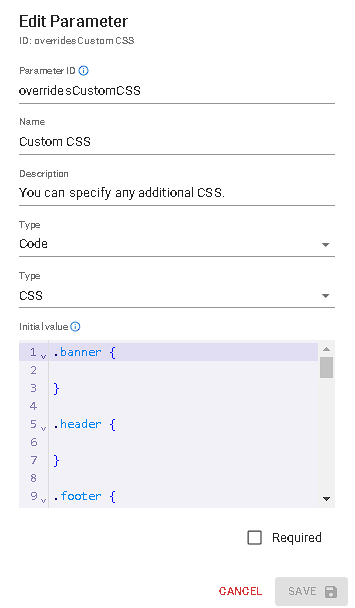 Edit Parameter
ID: overridesCustomCSS
Parameter ID
overridesCustomCSS
Name
Custom CSS
Description
You can specify any additional CSS.
Type
Code
Type
CSS
Initial value
1 .banner {
2
3 }
4
5 .header {
6
7 }
8
9 .footer {
Required
CANCEL SAVE